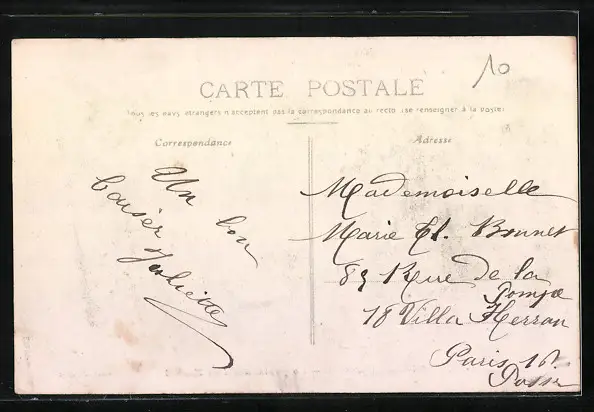 10
CARTE POSTALE
Tous les pays étrangers n'acceptent pas la correspondance au recto (se renseigner à la poste)
Correspondance
Un bon
baiser
Juliette
Adresse
Mademoiselle
Marie El. Bonnet
83 Rue de la
Pompe
18 Villa Herran
Paris 16e
Passy